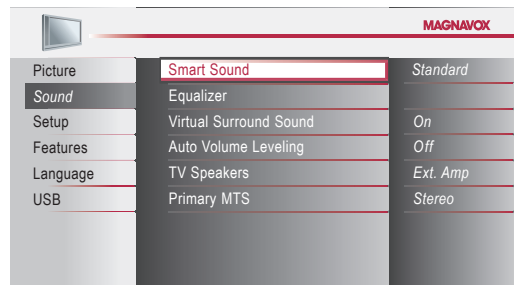 MAGNAVOX
Picture
Smart Sound
Standard
Sound
Equalizer
Setup
Virtual Surround Sound
On
Features
Auto Volume Leveling
Off
Language
TV Speakers
Ext. Amp
USB
Primary MTS
Stereo